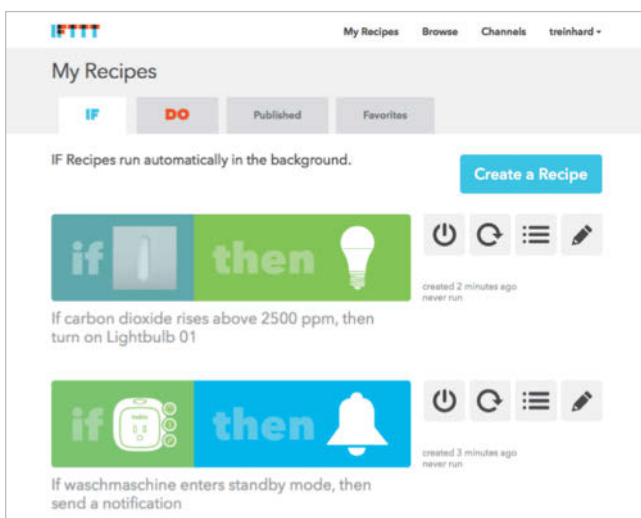 IFTTT
My Recipes Browse Channels treinhard
My Recipes
IF DO Published Favorites
IF Recipes run automatically in the background.
Create a Recipe
if then
created 2 minutes ago
never run
If carbon dioxide rises above 2500 ppm, then
turn on Lightbulb 01
if then
created 3 minutes ago
never run
If waschmaschine enters standby mode, then
send a notification